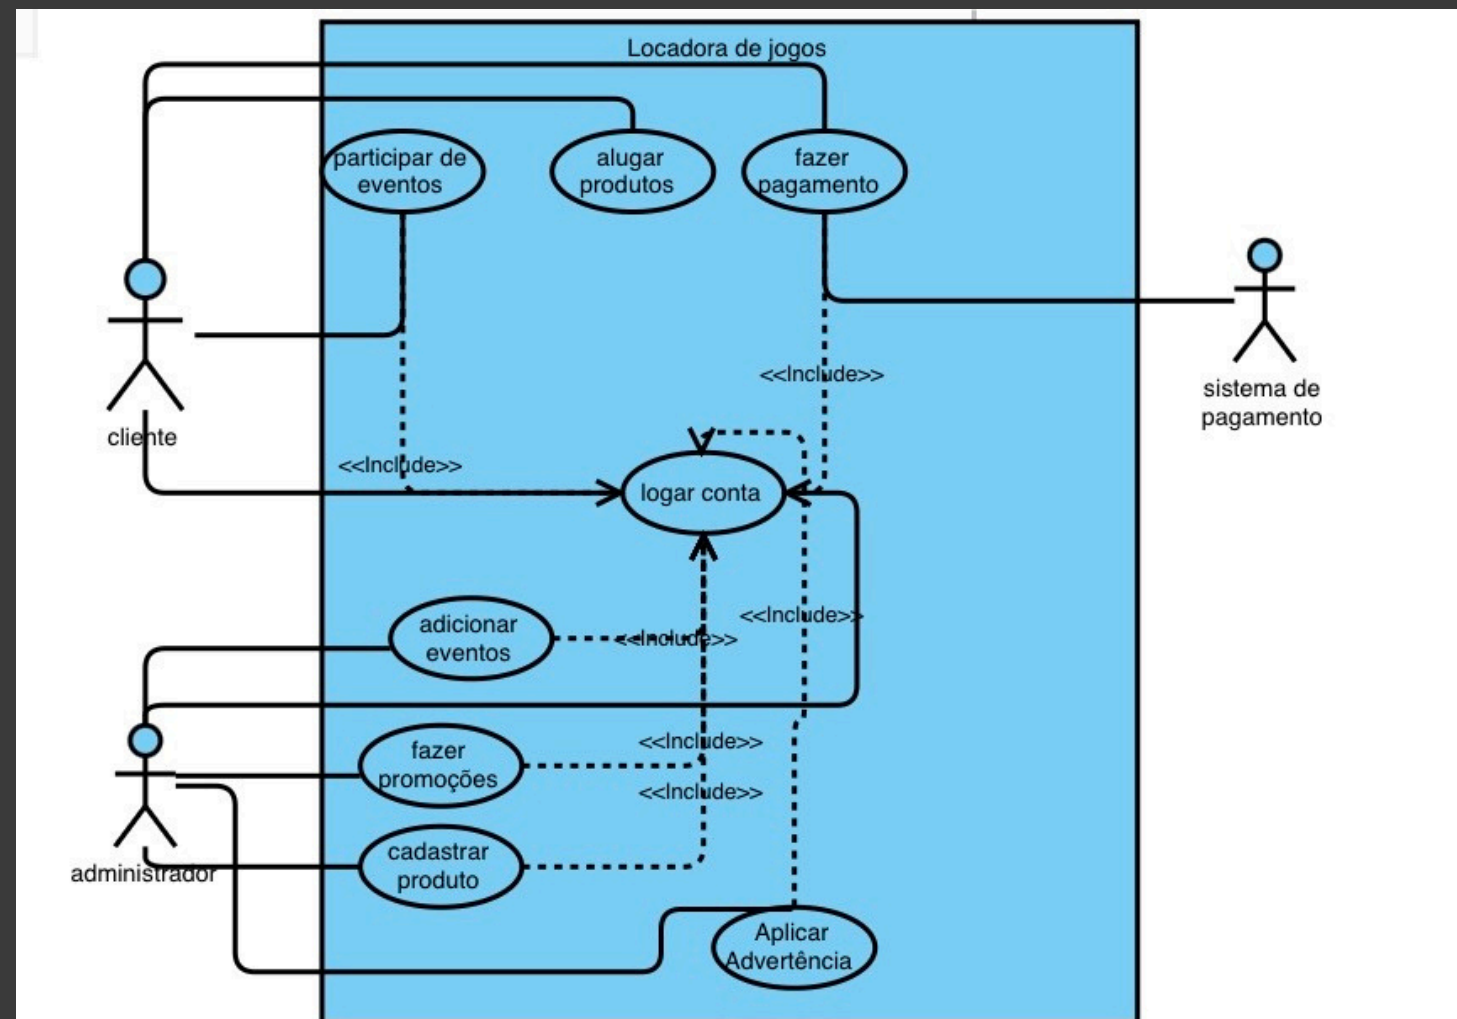 Locadora de jogos
participar de
eventos
alugar
produtos
fazer
pagamento
<<Include>>
sistema de
pagamento
cliente
<<Include>>
logar conta
adicionar
eventos
<<Include>>
<<Include>>
fazer
promoções
<<Include>>
<<Include>>
cadastrar
produto
administrador
Aplicar
Advertência